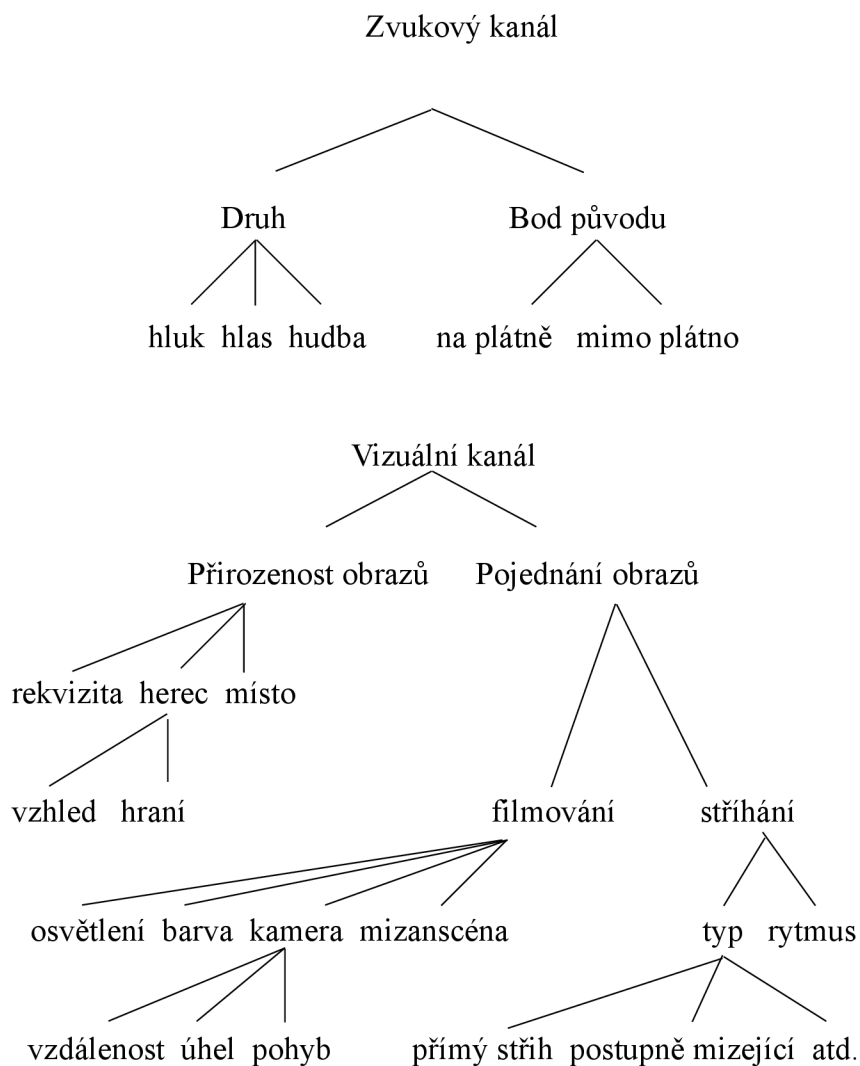 Zvukový kanál
Druh Bod původu
hluk hlas hudba na plátně mimo plátno
Vizuální kanál
Přirozenost obrazů Pojednání obrazů
rekvizita herec místo
vzhled hraní filmování stříhání
osvětlení barva kamera mizanscéna typ rytmus
vzdálenost úhel pohyb přímý střih postupně mizející atd.